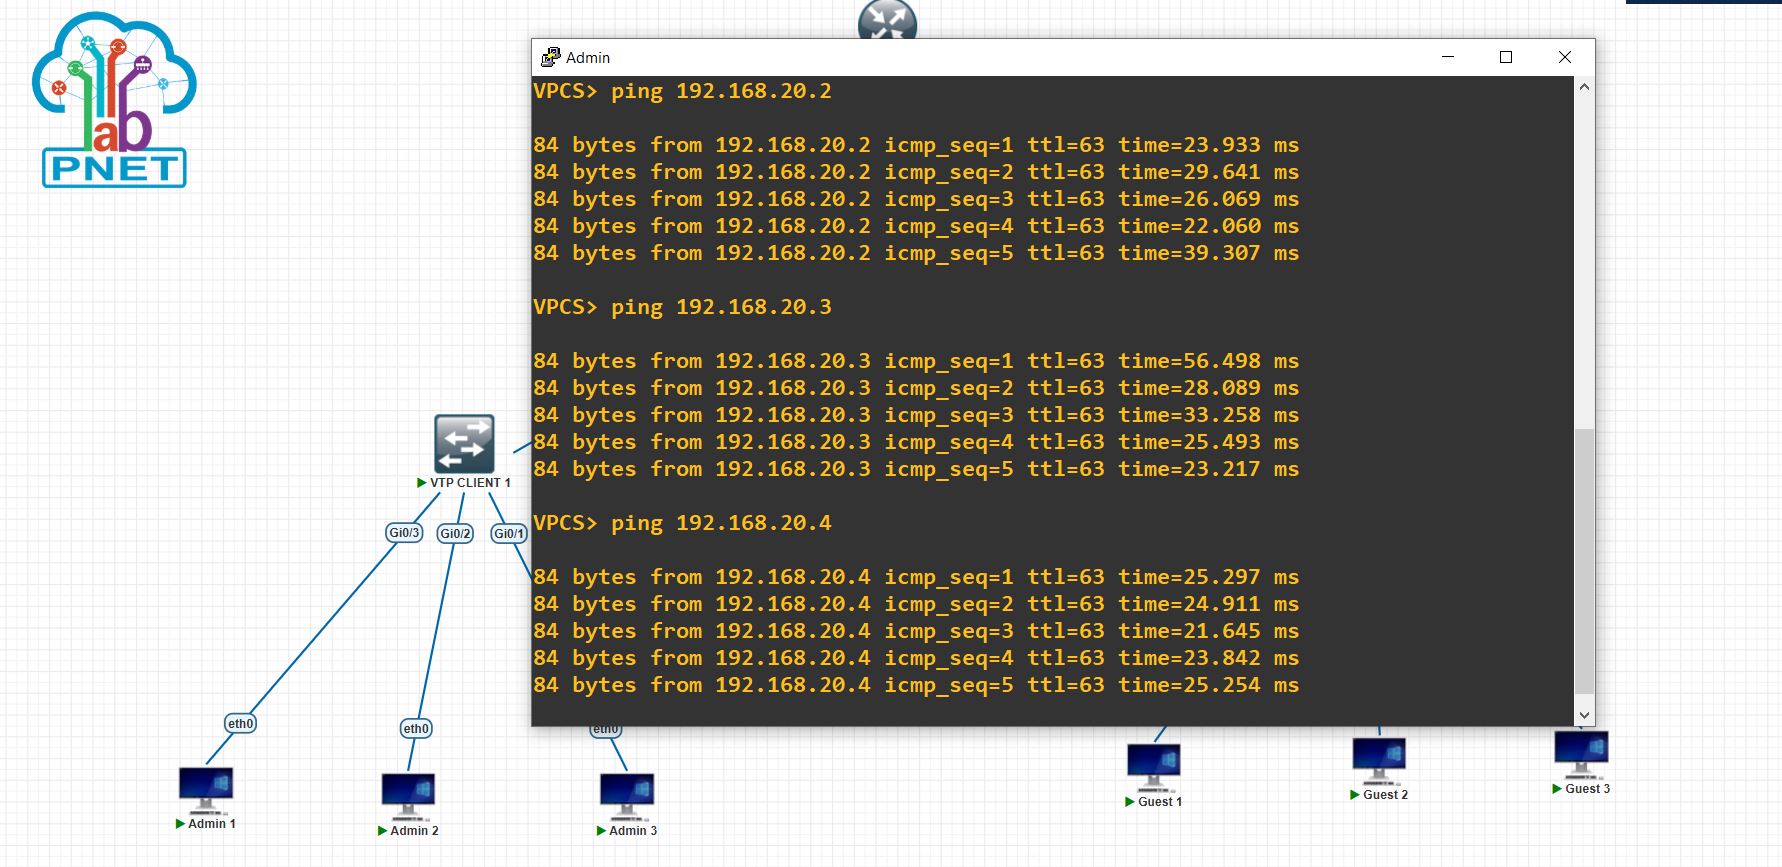 lab
PNET
Admin
VPCS> ping 192.168.20.2
84 bytes from 192.168.20.2 icmp_seq=1 ttl=63 time=23.933 ms
84 bytes from 192.168.20.2 icmp_seq=2 ttl=63 time=29.641 ms
84 bytes from 192.168.20.2 icmp_seq=3 ttl=63 time=26.069 ms
84 bytes from 192.168.20.2 icmp_seq=4 ttl=63 time=22.060 ms
84 bytes from 192.168.20.2 icmp_seq=5 ttl=63 time=39.307 ms
VPCS> ping 192.168.20.3
84 bytes from 192.168.20.3 icmp_seq=1 ttl=63 time=56.498 ms
84 bytes from 192.168.20.3 icmp_seq=2 ttl=63 time=28.089 ms
84 bytes from 192.168.20.3 icmp_seq=3 ttl=63 time=33.258 ms
84 bytes from 192.168.20.3 icmp_seq=4 ttl=63 time=25.493 ms
84 bytes from 192.168.20.3 icmp_seq=5 ttl=63 time=23.217 ms
VPCS> ping 192.168.20.4
84 bytes from 192.168.20.4 icmp_seq=1 ttl=63 time=25.297 ms
84 bytes from 192.168.20.4 icmp_seq=2 ttl=63 time=24.911 ms
84 bytes from 192.168.20.4 icmp_seq=3 ttl=63 time=21.645 ms
84 bytes from 192.168.20.4 icmp_seq=4 ttl=63 time=23.842 ms
84 bytes from 192.168.20.4 icmp_seq=5 ttl=63 time=25.254 ms
VTP CLIENT 1
Gi0/3 Gi0/2 Gi0/1
eth0 eth0 eth0
Admin 1 Admin 2 Admin 3 Guest 1 Guest 2 Guest 3